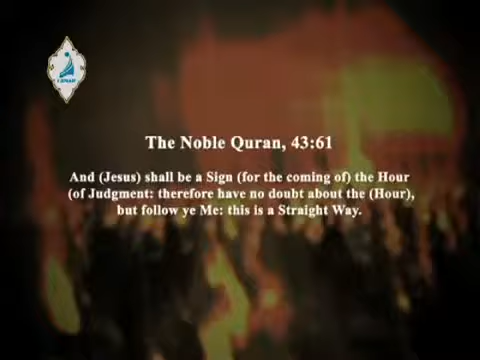 The Noble Quran, 43:61
And (Jesus) shall be a Sign (for the coming of) the Hour
(of Judgment: therefore have no doubt about the (Hour),
but follow ye Me: this is a Straight Way.